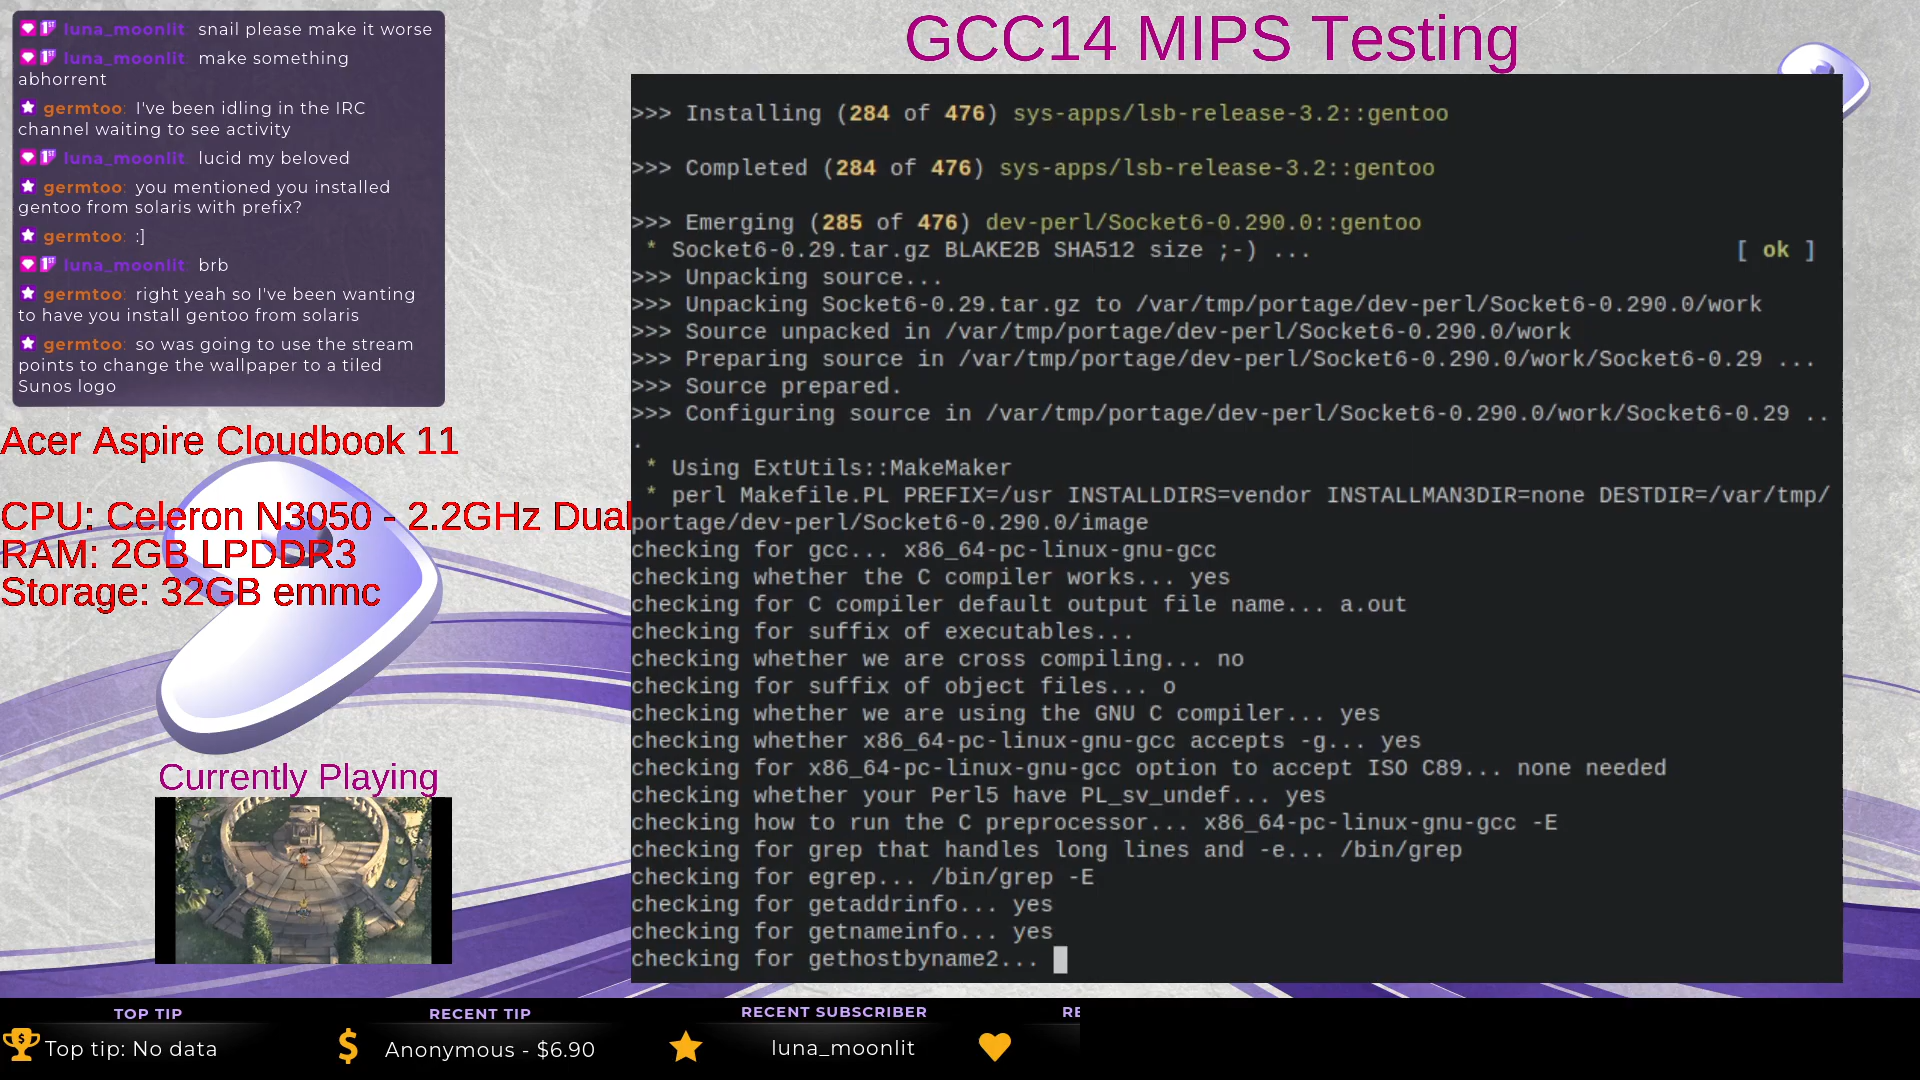 luna_moonlit: snail please make it worse
luna_moonlit: make something
abhorrent
germtoo: I've been idling in the IRC
channel waiting to see activity
luna_moonlit: lucid my beloved
germtoo: you mentioned you installed
gentoo from solaris with prefix?
germtoo: :]
luna_moonlit: brb
germtoo: right yeah so I've been wanting
to have you install gentoo from solaris
germtoo: so was going to use the stream
points to change the wallpaper to a tiled
Sunos logo
Acer Aspire Cloudbook 11
CPU: Celeron N3050 - 2.2GHz Dual
RAM: 2GB LPDDR3
Storage: 32GB emmc
Currently Playing
GCC14 MIPS Testing
>>> Installing (284 of 476) sys-apps/lsb-release-3.2::gentoo
>>> Completed (284 of 476) sys-apps/lsb-release-3.2::gentoo
>>> Emerging (285 of 476) dev-perl/Socket6-0.290.0::gentoo
* Socket6-0.29.tar.gz BLAKE2B SHA512 size ;-) ... [ ok ]
>>> Unpacking source...
>>> Unpacking Socket6-0.29.tar.gz to /var/tmp/portage/dev-perl/Socket6-0.290.0/work
>>> Source unpacked in /var/tmp/portage/dev-perl/Socket6-0.290.0/work
>>> Preparing source in /var/tmp/portage/dev-perl/Socket6-0.290.0/work/Socket6-0.29 ...
>>> Source prepared.
>>> Configuring source in /var/tmp/portage/dev-perl/Socket6-0.290.0/work/Socket6-0.29 ..
.
* Using ExtUtils::MakeMaker
* perl Makefile.PL PREFIX=/usr INSTALLDIRS=vendor INSTALLMAN3DIR=none DESTDIR=/var/tmp/
portage/dev-perl/Socket6-0.290.0/image
checking for gcc... x86_64-pc-linux-gnu-gcc
checking whether the C compiler works... yes
checking for C compiler default output file name... a.out
checking for suffix of executables...
checking whether we are cross compiling... no
checking for suffix of object files... o
checking whether we are using the GNU C compiler... yes
checking whether x86_64-pc-linux-gnu-gcc accepts -g... yes
checking for x86_64-pc-linux-gnu-gcc option to accept ISO C89... none needed
checking whether your Perl5 have PL_sv_undef... yes
checking how to run the C preprocessor... x86_64-pc-linux-gnu-gcc -E
checking for grep that handles long lines and -e... /bin/grep
checking for egrep... /bin/grep -E
checking for getaddrinfo... yes
checking for getnameinfo... yes
checking for gethostbyname2...
TOP TIP
Top tip: No data
RECENT TIP
Anonymous - $6.90
RECENT SUBSCRIBER
luna_moonlit
RE